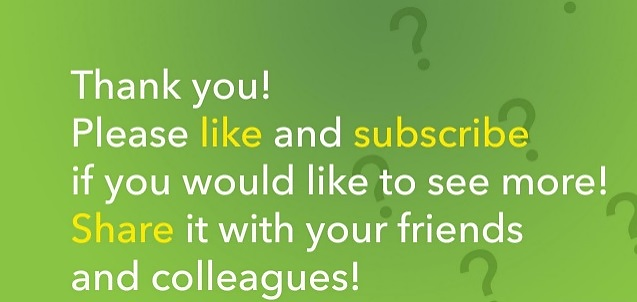 Thank you!
Please like and subscribe
if you would like to see more!
Share it with your friends
and colleagues!